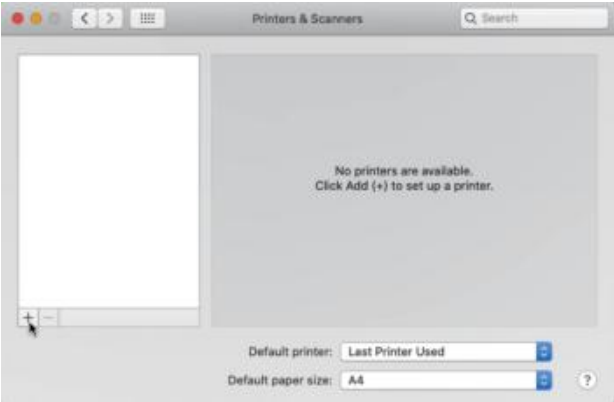 Printers & Scanners
Search
No printers are available.
Click Add (+) to set up a printer.
+ −
Default printer: Last Printer Used
Default paper size: A4
?